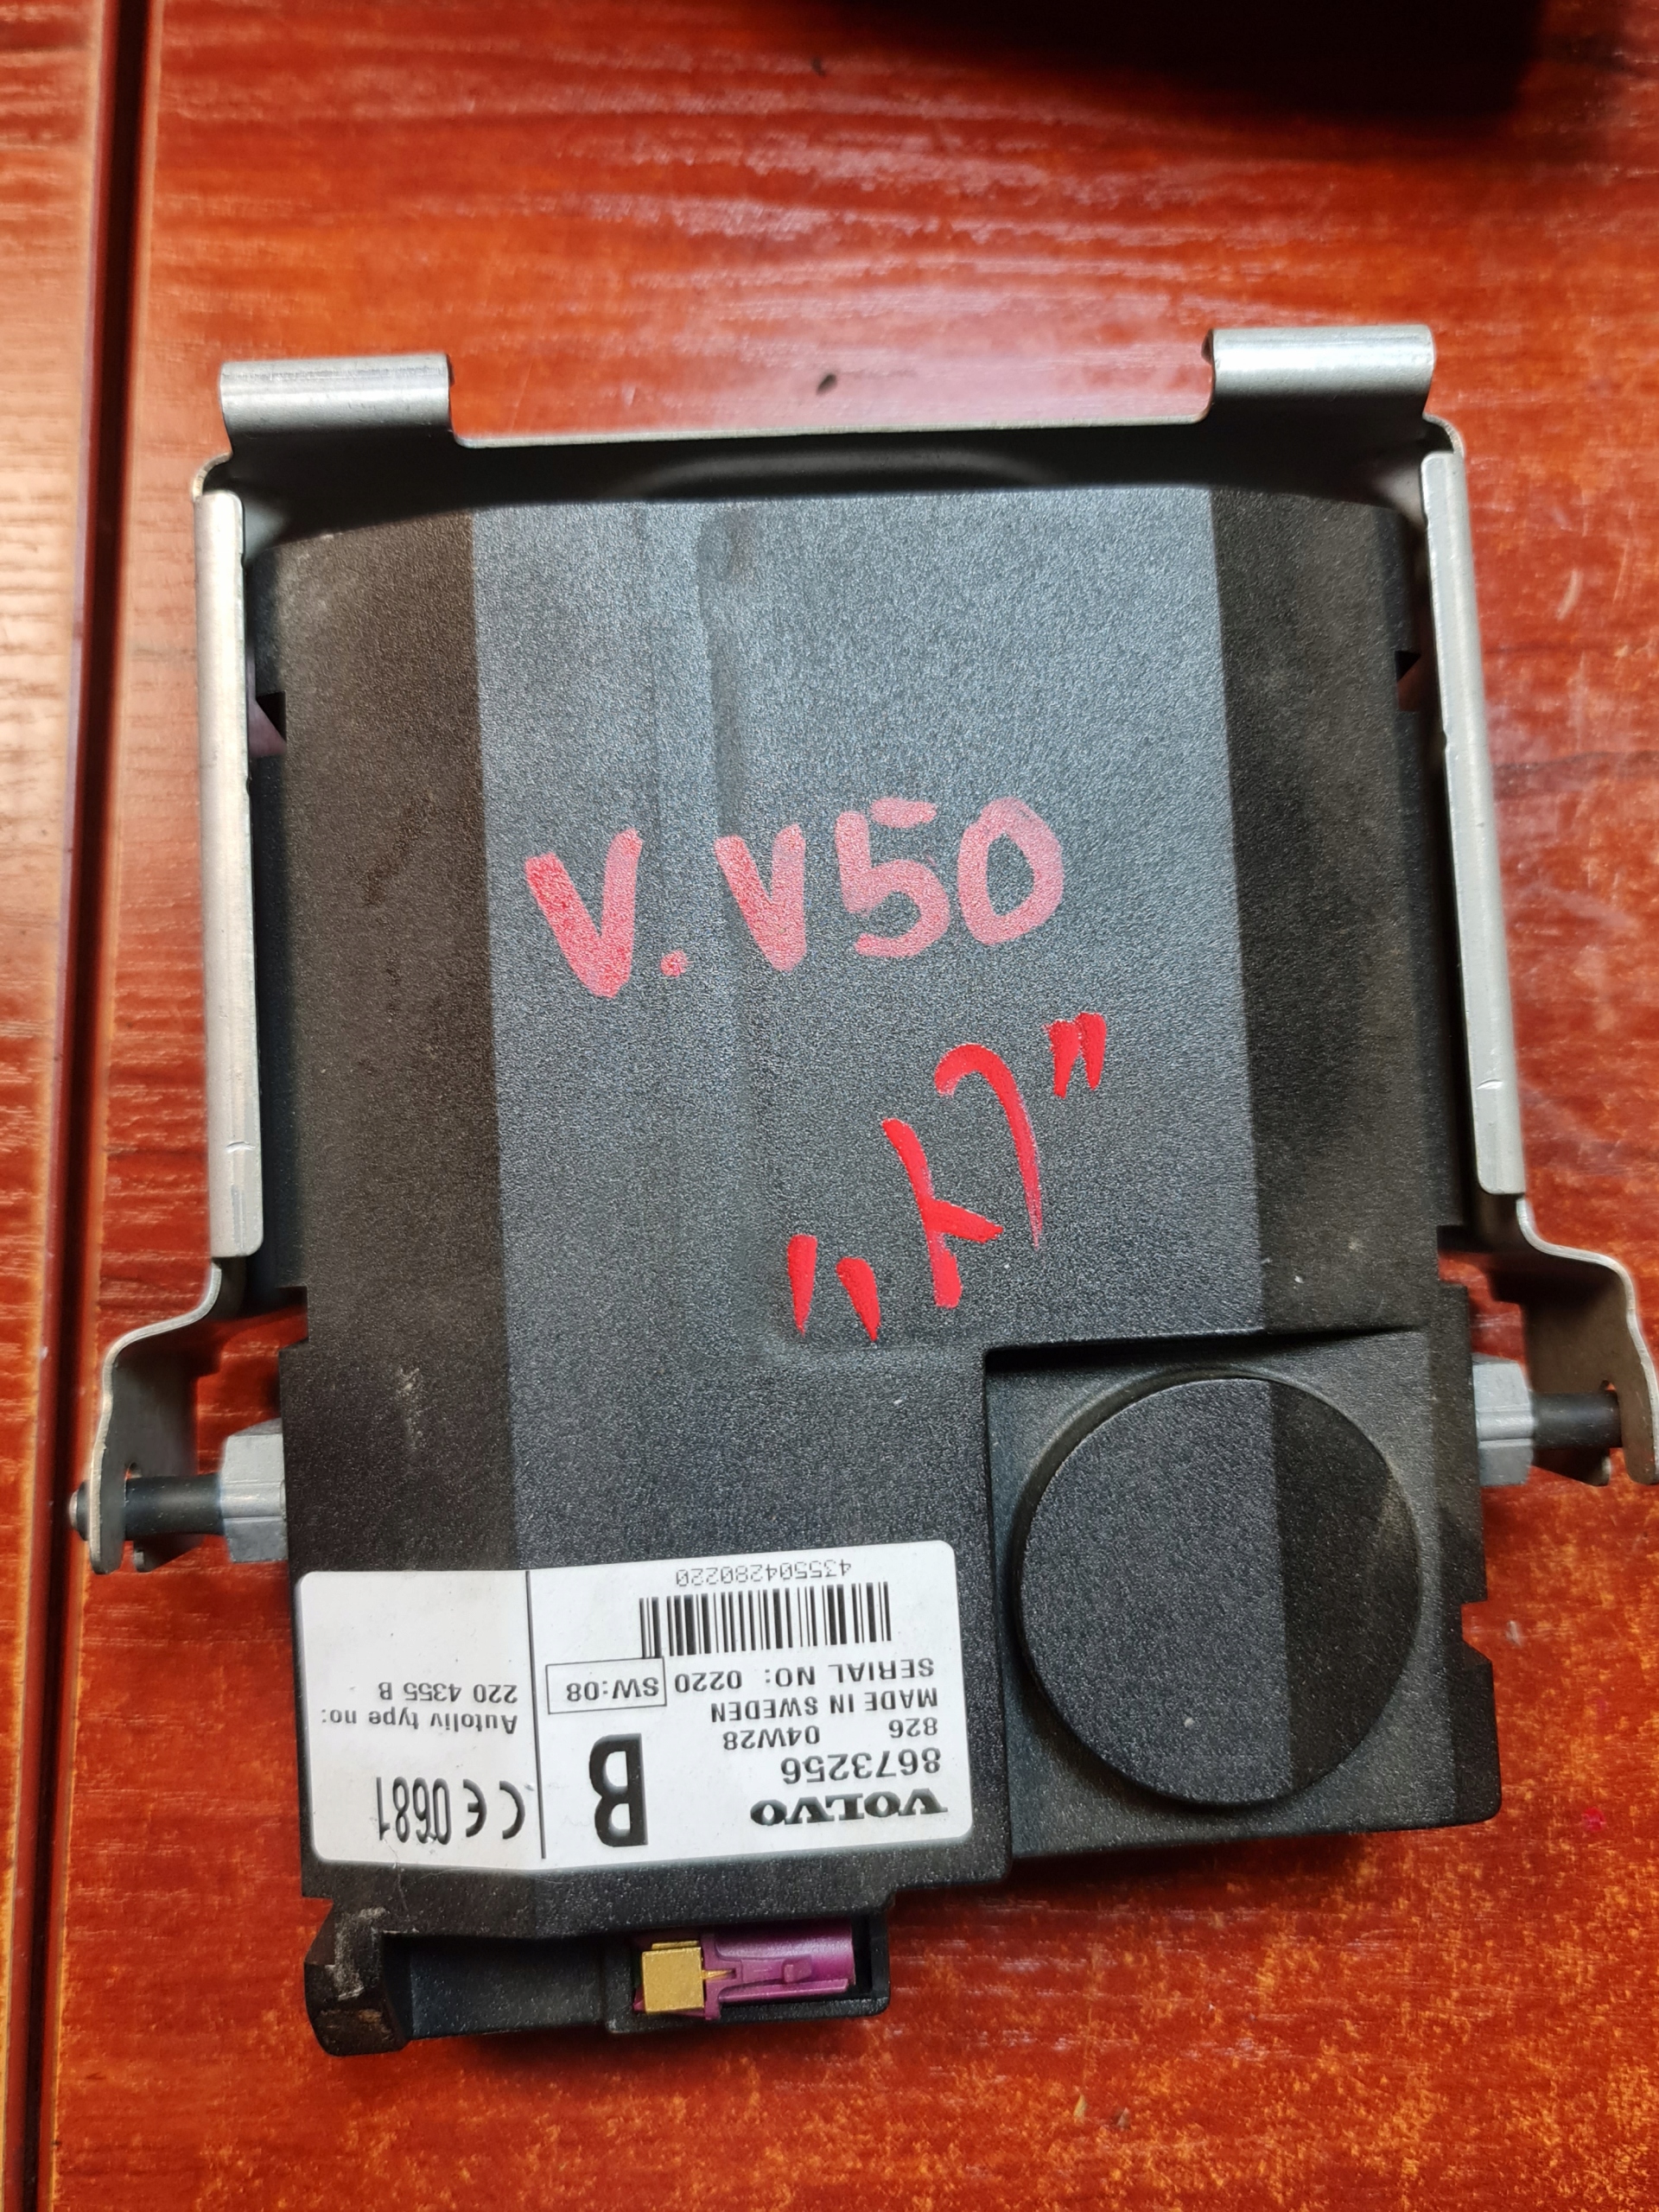 V. V50
VOLVO
8673256
B
826 04W28
MADE IN SWEDEN
SERIAL NO: 0220 SW:08
435504280220
CE 0681
Autoliv type no:
220 4355 B